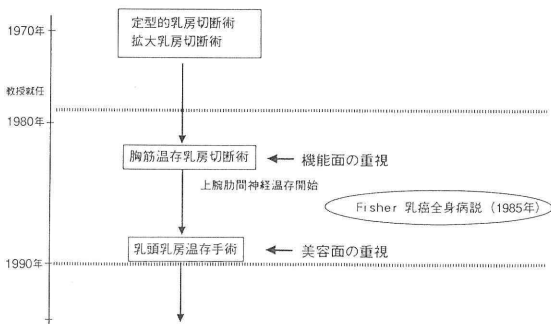 1970年
定型的乳房切断術
拡大乳房切断術
教授就任
1980年
胸筋温存乳房切断術
機能面の重視
上腕肋間神経温存開始
Fisher 乳癌全身病説 (1985年)
乳頭乳房温存手術
美容面の重視
1990年